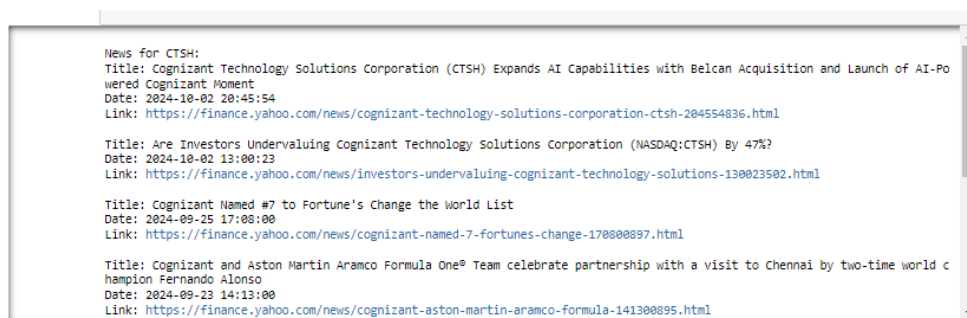 News for CTSH:
Title: Cognizant Technology Solutions Corporation (CTSH) Expands AI Capabilities with Belcan Acquisition and Launch of AI-Po
wered Cognizant Moment
Date: 2024-10-02 20:45:54
Link: https://finance.yahoo.com/news/cognizant-technology-solutions-corporation-ctsh-204554836.html
Title: Are Investors Undervaluing Cognizant Technology Solutions Corporation (NASDAQ:CTSH) By 47%?
Date: 2024-10-02 13:00:23
Link: https://finance.yahoo.com/news/investors-undervaluing-cognizant-technology-solutions-130023502.html
Title: Cognizant Named #7 to Fortune's Change the World List
Date: 2024-09-25 17:08:00
Link: https://finance.yahoo.com/news/cognizant-named-7-fortunes-change-170800897.html
Title: Cognizant and Aston Martin Aramco Formula One® Team celebrate partnership with a visit to Chennai by two-time world c
hampion Fernando Alonso
Date: 2024-09-23 14:13:00
Link: https://finance.yahoo.com/news/cognizant-aston-martin-aramco-formula-141300895.html